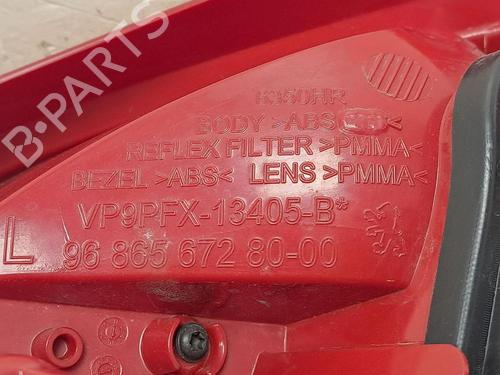 BODY >ABS
REFLEX FILTER >PMMA<
BEZEL >ABS< LENS >PMMA<
VP9PFX-13405-B*
L 96 865 672 80-00
B-PARTS